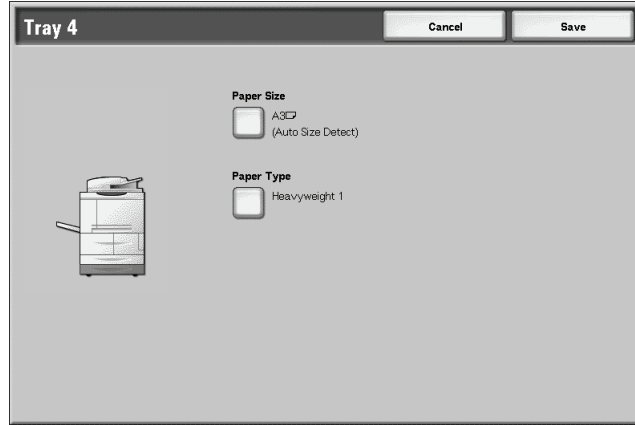 Tray 4
Cancel
Save
Paper Size
A3
(Auto Size Detect)
Paper Type
Heavyweight 1